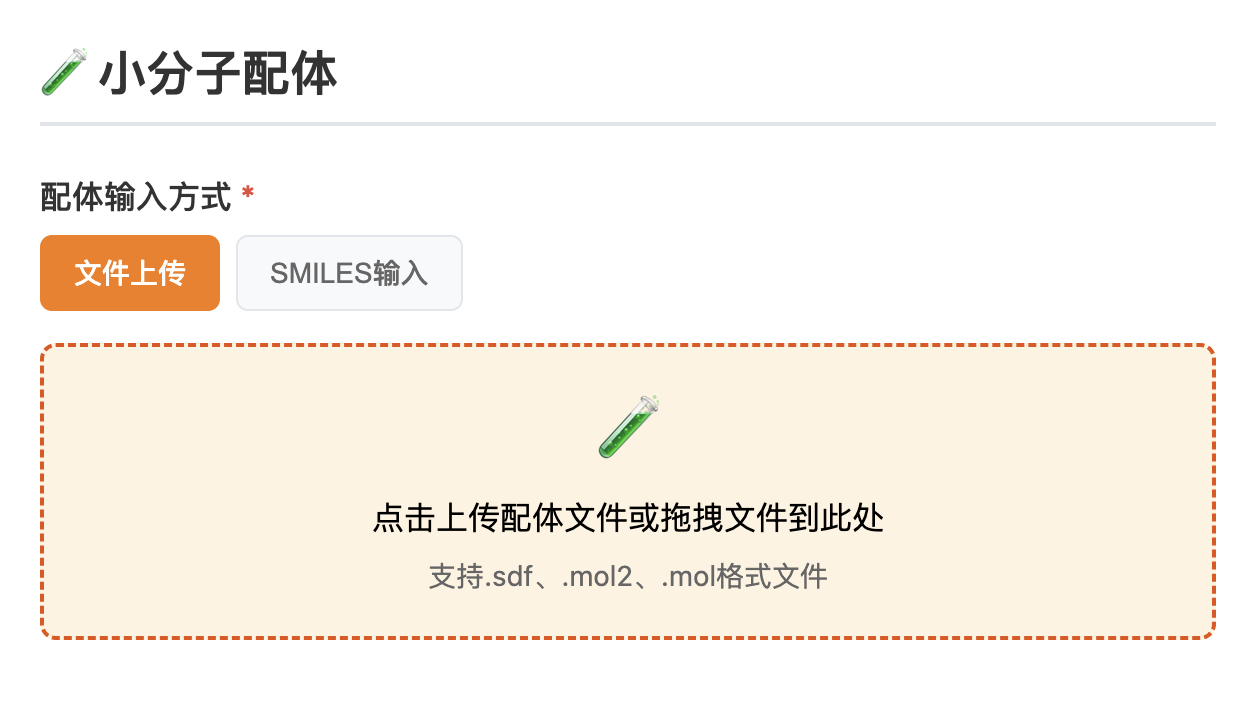 小分子配体
配体输入方式 *
文件上传
SMILES输入
点击上传配体文件或拖拽文件到此处
支持.sdf、.mol2、.mol格式文件